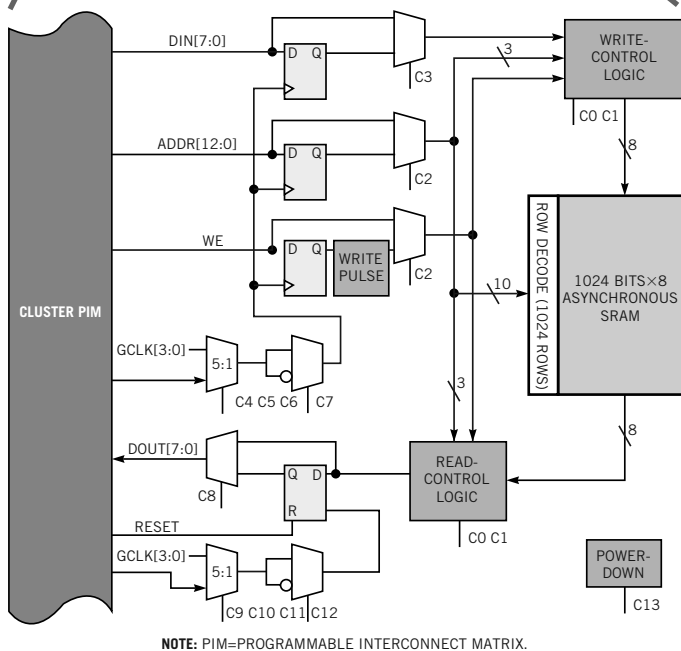 DIN[7:0]
D Q
C3
3
WRITE-
CONTROL
LOGIC
C0 C1
8
ADDR[12:0]
D Q
C2
WE
D Q
WRITE
PULSE
C2
10
ROW DECODE (1024 ROWS)
1024 BITS×8
ASYNCHRONOUS
SRAM
CLUSTER PIM
GCLK[3:0]
5:1
C4 C5 C6 C7
3
8
DOUT[7:0]
C8
Q D
R
READ-
CONTROL
LOGIC
C0 C1
RESET
GCLK[3:0]
5:1
C9 C10 C11 C12
POWER-
DOWN
C13
NOTE: PIM=PROGRAMMABLE INTERCONNECT MATRIX.